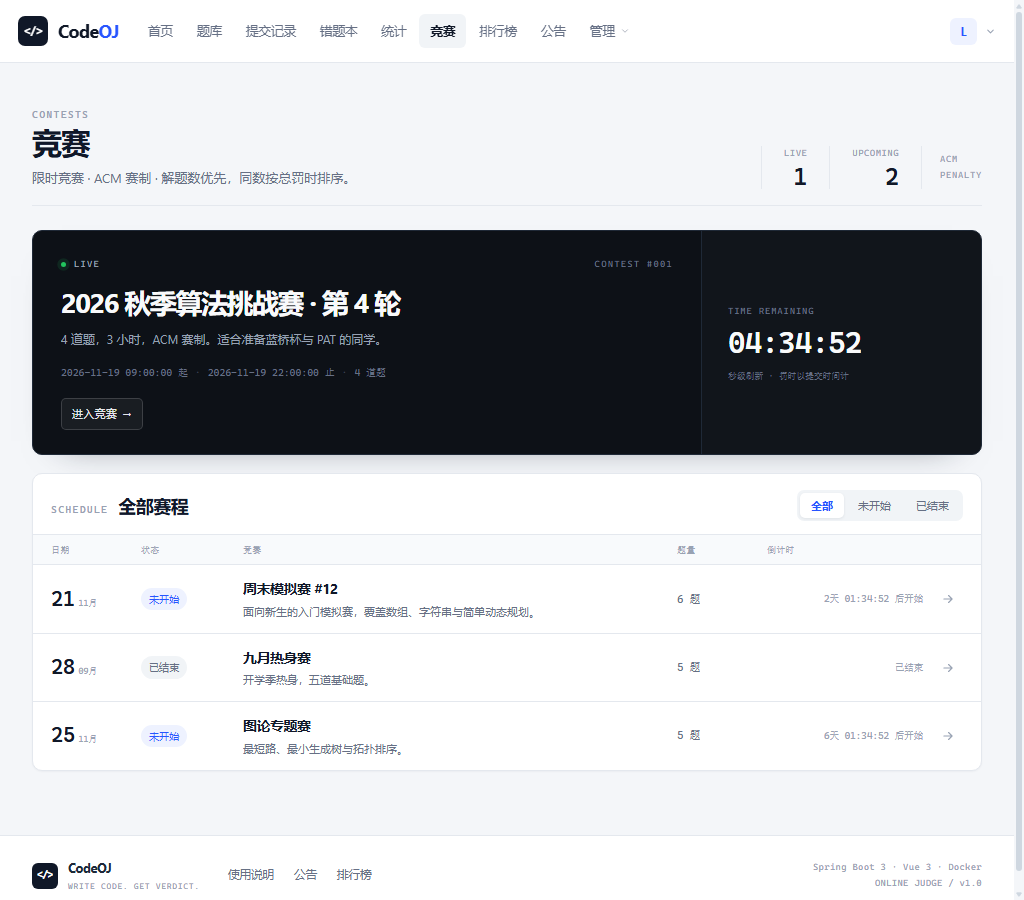 </> CodeOJ 首页 题库 提交记录 错题本 统计 竞赛 排行榜 公告 管理 L
CONTESTS
竞赛
限时竞赛 · ACM 赛制 · 解题数优先，同数按总罚时排序。
LIVE
1
UPCOMING
2
ACM
PENALTY
LIVE
CONTEST #001
2026 秋季算法挑战赛 · 第 4 轮
4 道题，3 小时，ACM 赛制。适合准备蓝桥杯与 PAT 的同学。
2026-11-19 09:00:00 起 · 2026-11-19 22:00:00 止 · 4 道题
进入竞赛 →
TIME REMAINING
04:34:52
秒级刷新 · 罚时以提交时间计
SCHEDULE 全部赛程
全部 未开始 已结束
日期 状态 竞赛 题量 倒计时
21 11月 未开始 周末模拟赛 #12 6 题 2天 01:34:52 后开始 →
面向新生的入门模拟赛，覆盖数组、字符串与简单动态规划。
28 09月 已结束 九月热身赛 5 题 已结束 →
开学季热身，五道基础题。
25 11月 未开始 图论专题赛 5 题 6天 01:34:52 后开始 →
最短路、最小生成树与拓扑排序。
</> CodeOJ
WRITE CODE. GET VERDICT.
使用说明 公告 排行榜
Spring Boot 3 · Vue 3 · Docker
ONLINE JUDGE / v1.0